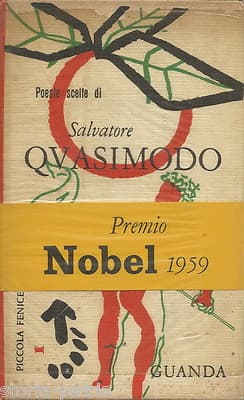 Poesie scelte di
Salvatore
QVASIMODO
Premio
Nobel 1959
PICCOLA FENICE
GUANDA